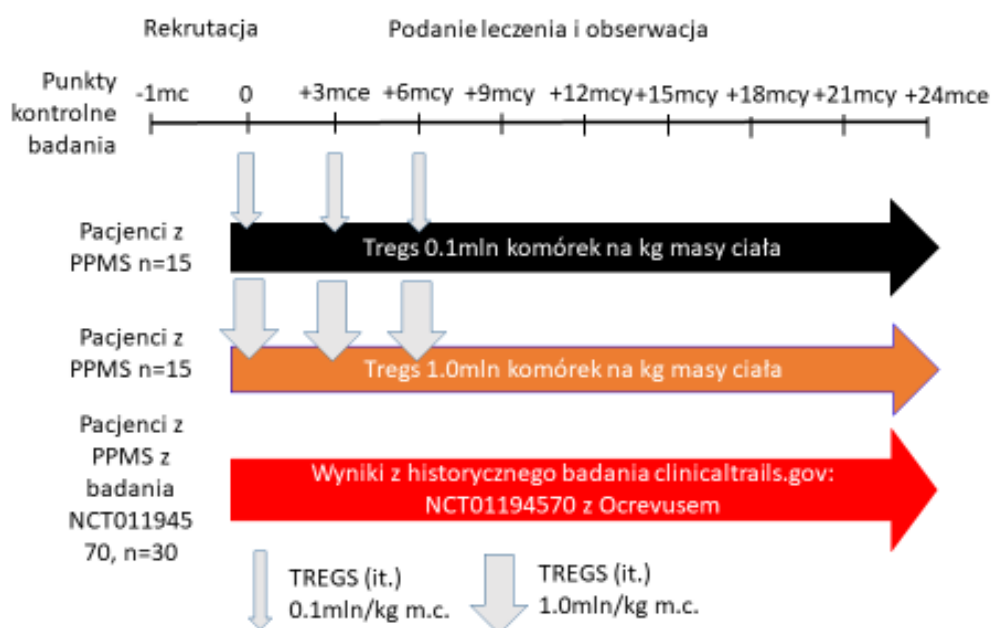 Rekrutacja
Podanie leczenia i obserwacja
Punkty
kontrolne
badania
-1mc 0 +3mce +6mcy +9mcy +12mcy +15mcy +18mcy +21mcy +24mce
Pacjenci z
PPMS n=15
Tregs 0.1mln komórek na kg masy ciała
Pacjenci z
PPMS n=15
Tregs 1.0mln komórek na kg masy ciała
Pacjenci z
PPMS z
badania
NCT011945
70, n=30
Wyniki z historycznego badania clinicaltrails.gov:
NCT01194570 z Ocrevusem
TREGS (it.)
0.1mln/kg m.c.
TREGS (it.)
1.0mln/kg m.c.